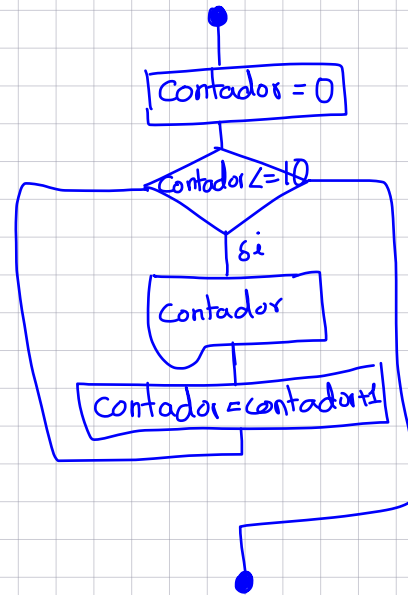 Contador = 0
Contador <= 10
si
Contador
Contador = contador + 1